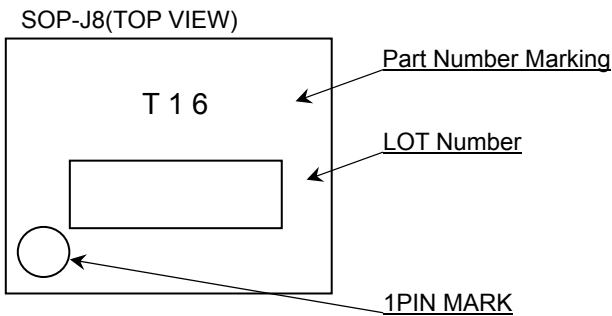 SOP-J8(TOP VIEW)
Part Number Marking
T 1 6
LOT Number
1PIN MARK